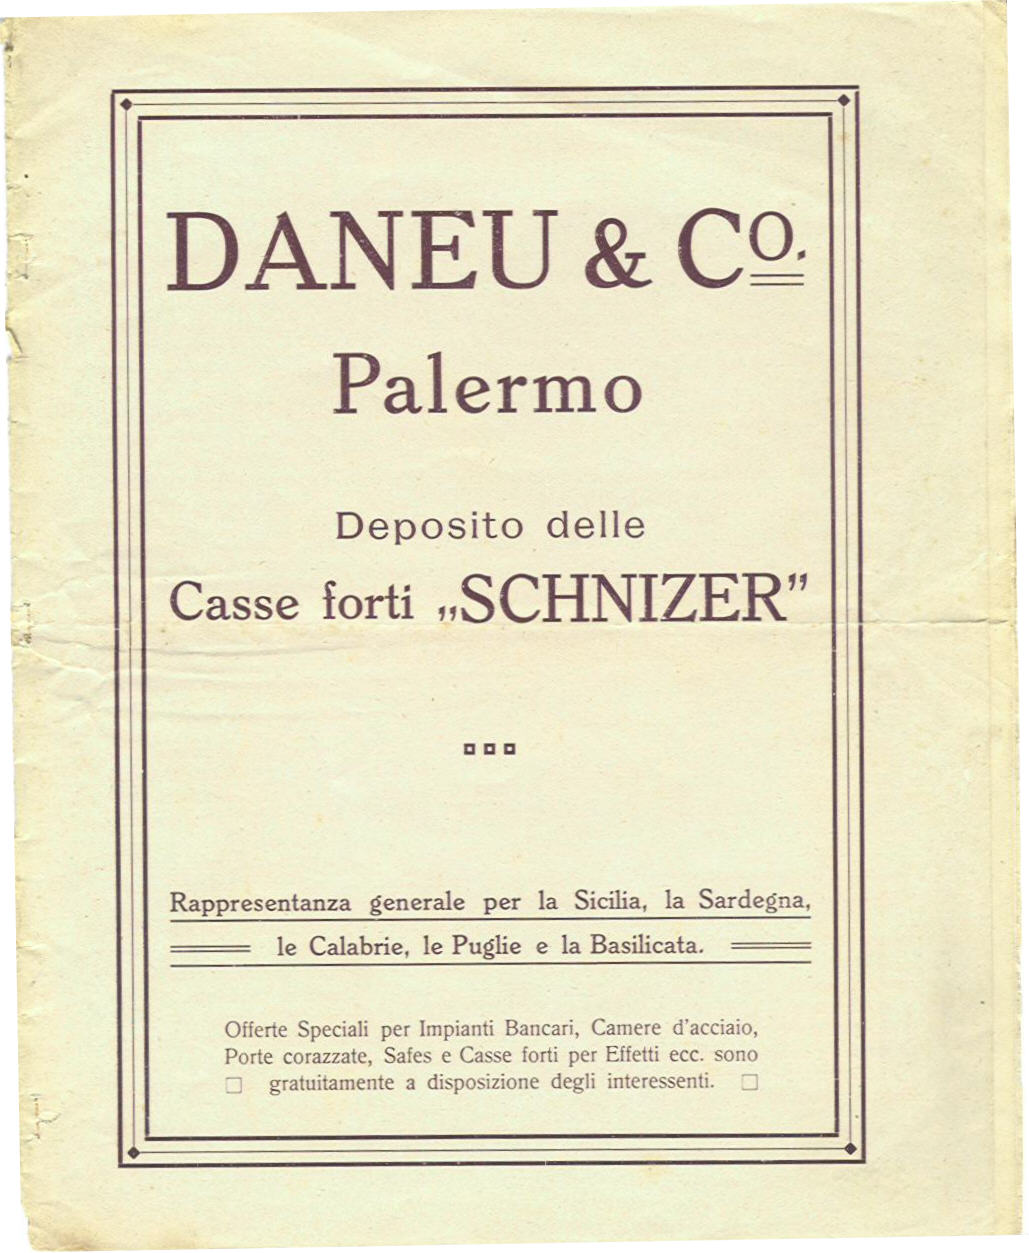 DANEU & Co.
Palermo
Deposito delle
Casse forti „SCHNIZER”
Rappresentanza generale per la Sicilia, la Sardegna,
le Calabrie, le Puglie e la Basilicata.
Offerte Speciali per Impianti Bancari, Camere d'acciaio,
Porte corazzate, Safes e Casse forti per Effetti ecc. sono
gratuitamente a disposizione degli interessenti.